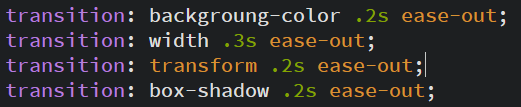 transition: backgroung-color .2s ease-out;
transition: width .3s ease-out;
transition: transform .2s ease-out;
transition: box-shadow .2s ease-out;